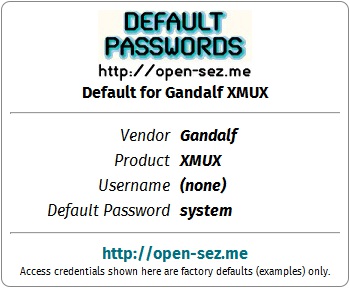 DEFAULT
PASSWORDS
http://open-sez.me
Default for Gandalf XMUX
Vendor Gandalf
Product XMUX
Username (none)
Default Password system
http://open-sez.me
Access credentials shown here are factory defaults (examples) only.